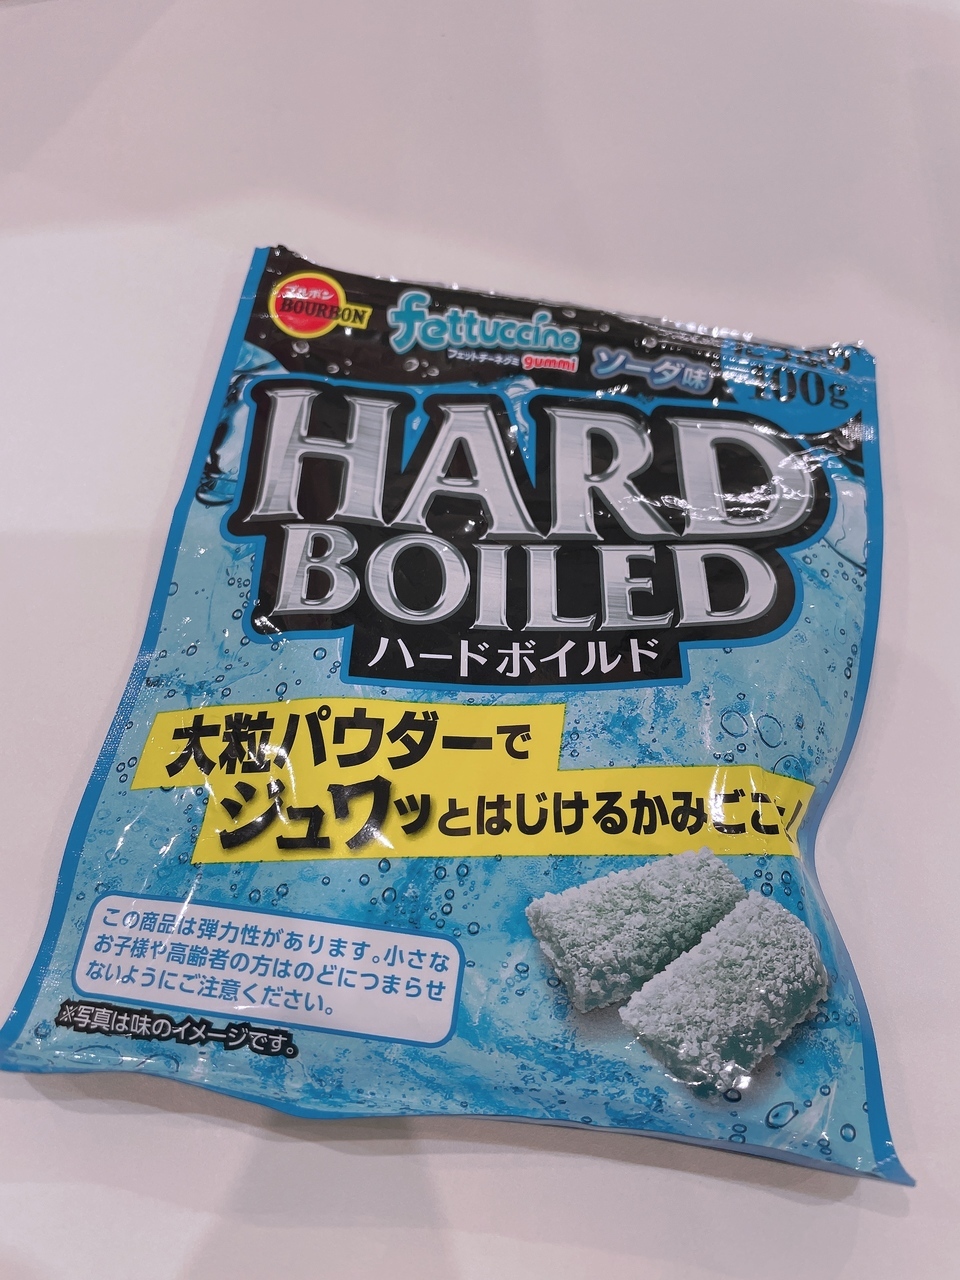 ブルボン
BOURBON
fettuccine
フェットチーネグミ gummi
ソーダ味
100g
HARD
BOILED
ハードボイルド
大粒パウダーで
ジュワッとはじけるかみごこ
この商品は弾力性があります。小さな
お子様や高齢者の方はのどにつまらせ
ないようにご注意ください。
※写真は味のイメージです。